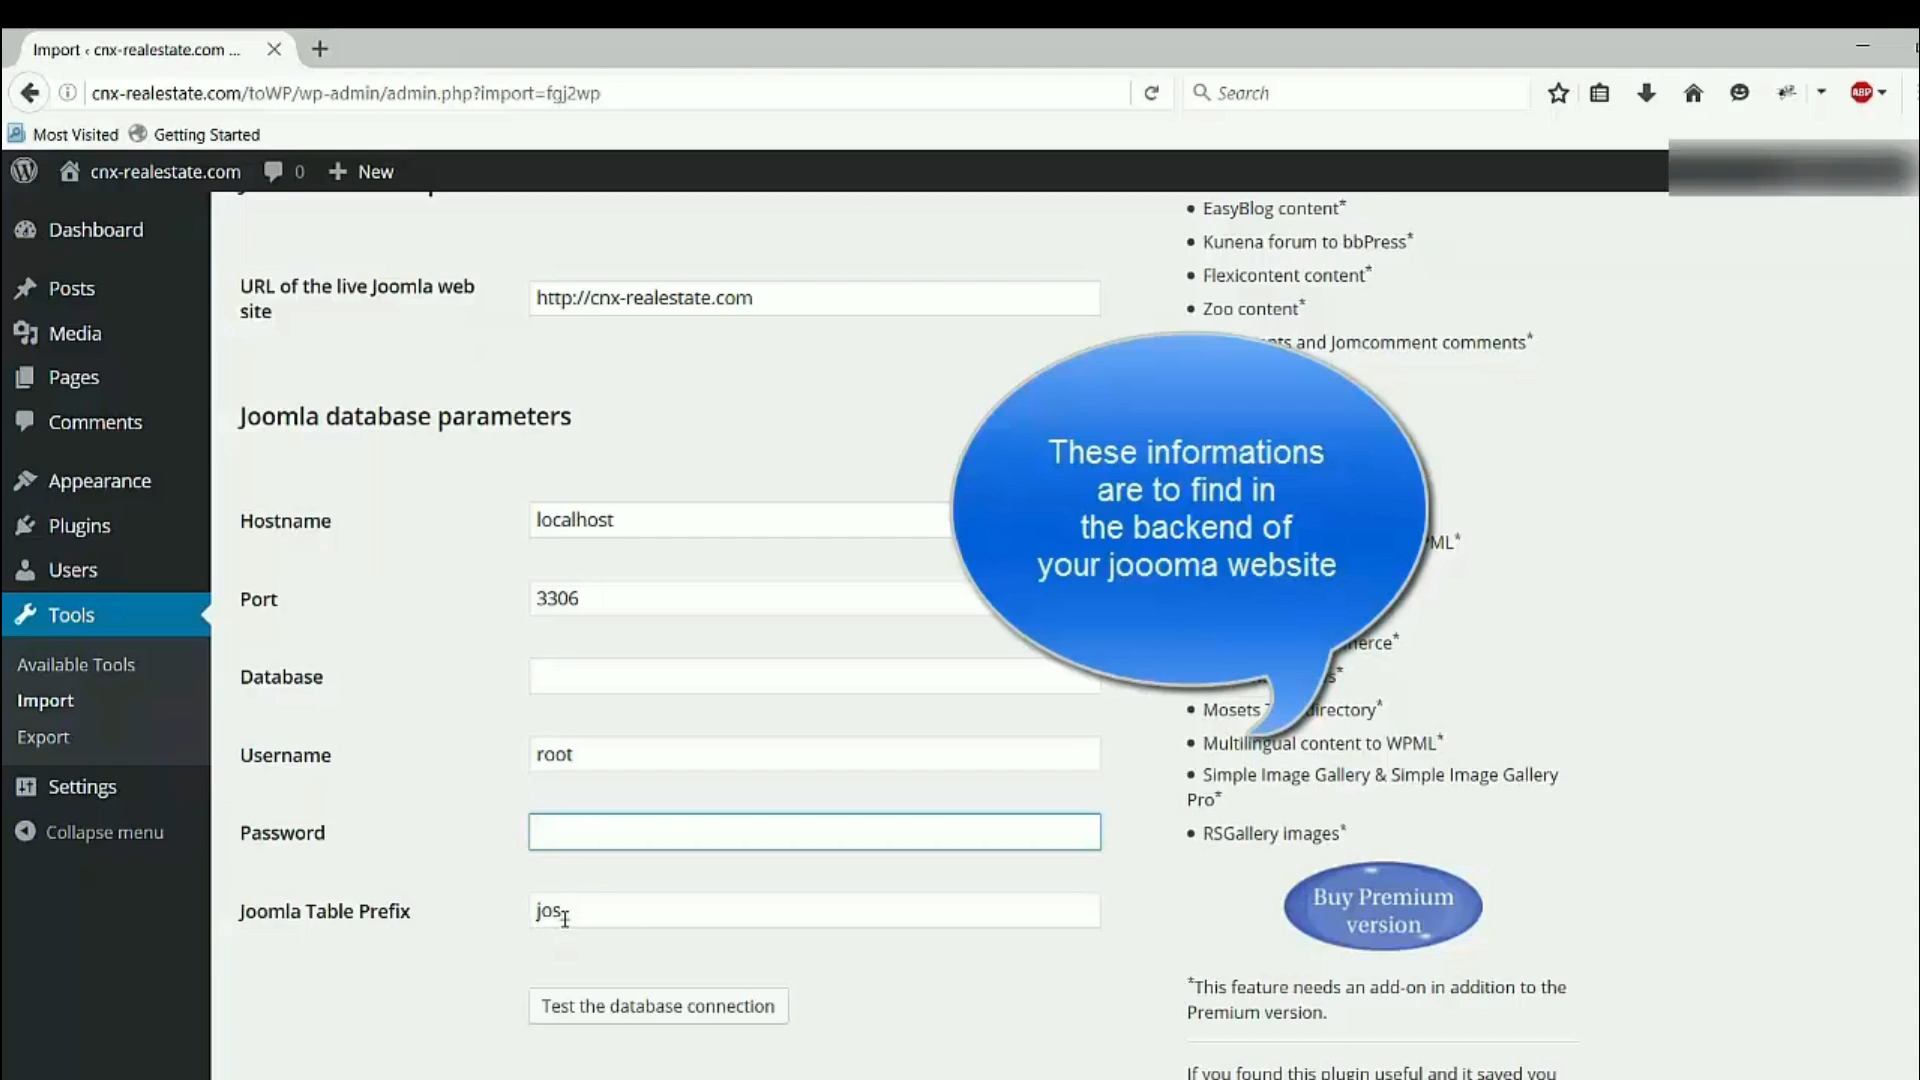 Import ‹ cnx-realestate.com ...
cnx-realestate.com/toWP/wp-admin/admin.php?import=fgj2wp
Search
ABP
Most Visited
Getting Started
cnx-realestate.com
0
New
Dashboard
Posts
Media
Pages
Comments
Appearance
Plugins
Users
Tools
Available Tools
Import
Export
Settings
Collapse menu
URL of the live Joomla web
site
http://cnx-realestate.com
Joomla database parameters
Hostname
localhost
Port
3306
Database
Username
root
Password
Joomla Table Prefix
jos_
Test the database connection
These informations
are to find in
the backend of
your joooma website
• EasyBlog content*
• Kunena forum to bbPress*
• Flexicontent content*
• Zoo content*
and Jomcomment comments*
• Mosets
• Multilingual content to WPML*
• Simple Image Gallery & Simple Image Gallery
Pro*
• RSGallery images*
Buy Premium
version
*This feature needs an add-on in addition to the
Premium version.
If you found this plugin useful and it saved you